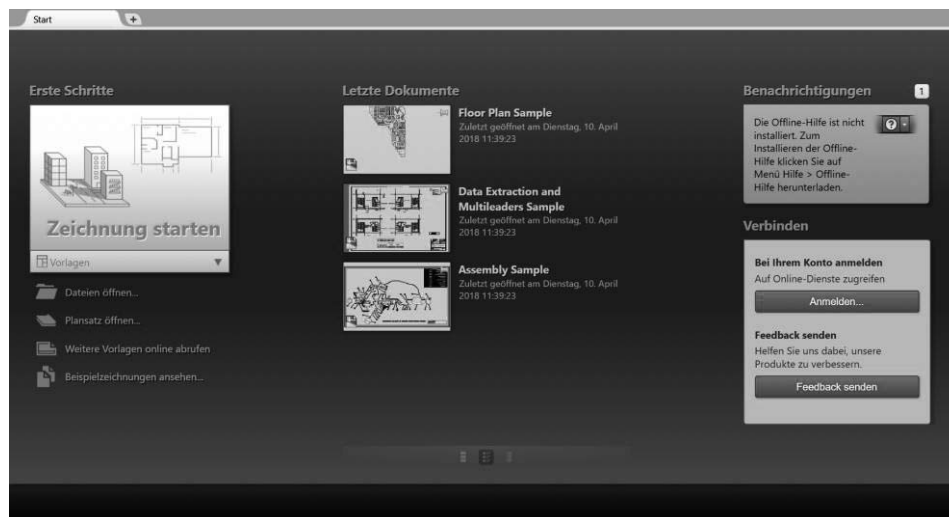 Start
Erste Schritte
Zeichnung starten
Vorlagen
Dateien öffnen...
Plansatz öffnen...
Weitere Vorlagen online abrufen
Beispielzeichnungen ansehen...
Letzte Dokumente
Floor Plan Sample
Zuletzt geöffnet am Dienstag, 10. April
2018 11:39:23
Data Extraction and
Multileaders Sample
Zuletzt geöffnet am Dienstag, 10. April
2018 11:39:23
Assembly Sample
Zuletzt geöffnet am Dienstag, 10. April
2018 11:39:23
Benachrichtigungen 1
Die Offline-Hilfe ist nicht
installiert. Zum
Installieren der Offline-
Hilfe klicken Sie auf
Menü Hilfe > Offline-
Hilfe herunterladen.
Verbinden
Bei Ihrem Konto anmelden
Auf Online-Dienste zugreifen
Anmelden...
Feedback senden
Helfen Sie uns dabei, unsere
Produkte zu verbessern.
Feedback senden